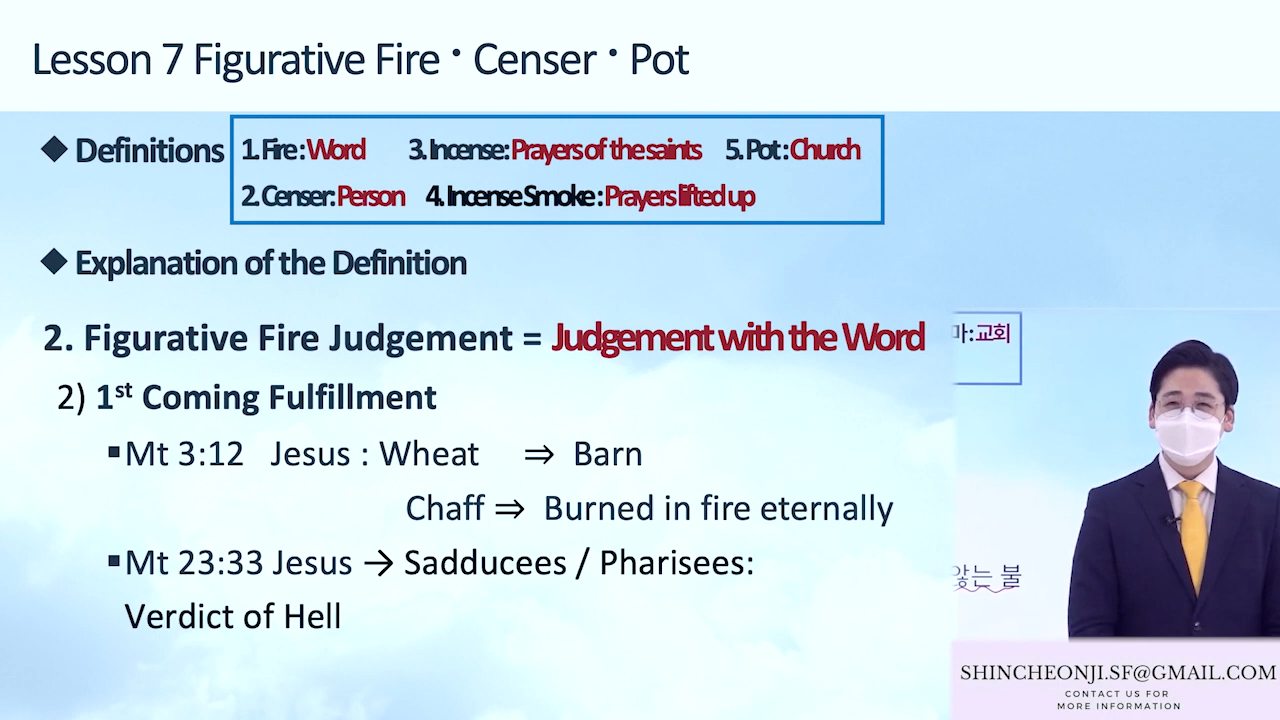 Lesson 7 Figurative Fire · Censer · Pot
◆ Definitions
1.Fire:Word 3.Incense:Prayers of the saints 5.Pot:Church
2.Censer:Person 4.Incense Smoke:Prayers lifted up
◆ Explanation of the Definition
2. Figurative Fire Judgement = Judgement with the Word
2) 1st Coming Fulfillment
▪Mt 3:12 Jesus : Wheat ⇒ Barn
Chaff ⇒ Burned in fire eternally
▪Mt 23:33 Jesus → Sadducees / Pharisees:
Verdict of Hell
마:교회
않는 불
SHINCHEONJI.SF@GMAIL.COM
CONTACT US FOR
MORE INFORMATION